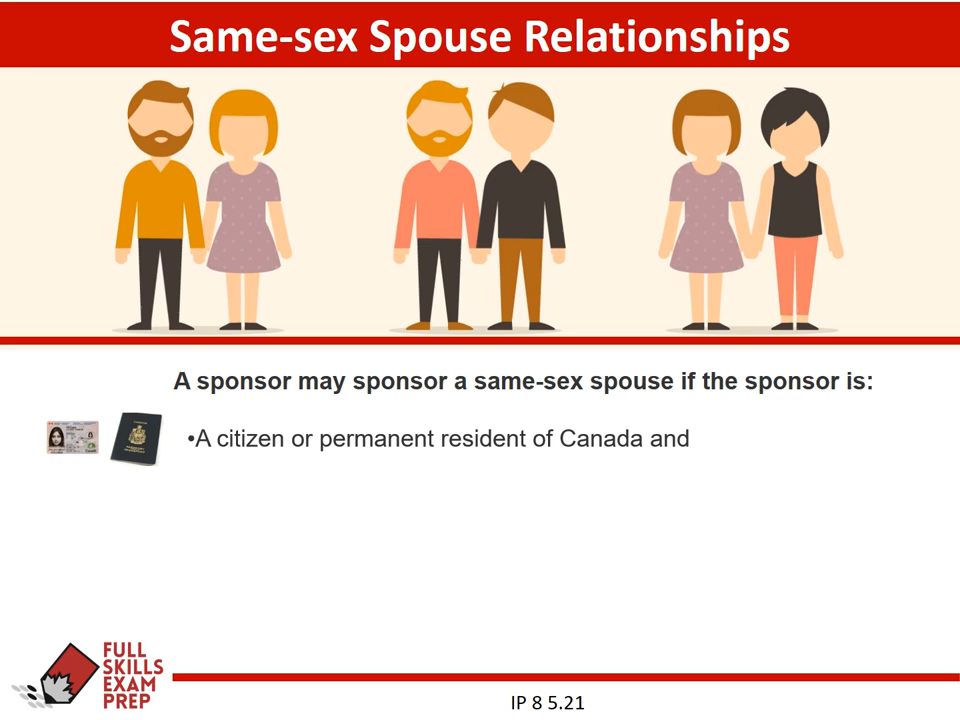 Same-sex Spouse Relationships
A sponsor may sponsor a same-sex spouse if the sponsor is:
•A citizen or permanent resident of Canada and
FULL
SKILLS
EXAM
PREP
IP 8 5.21